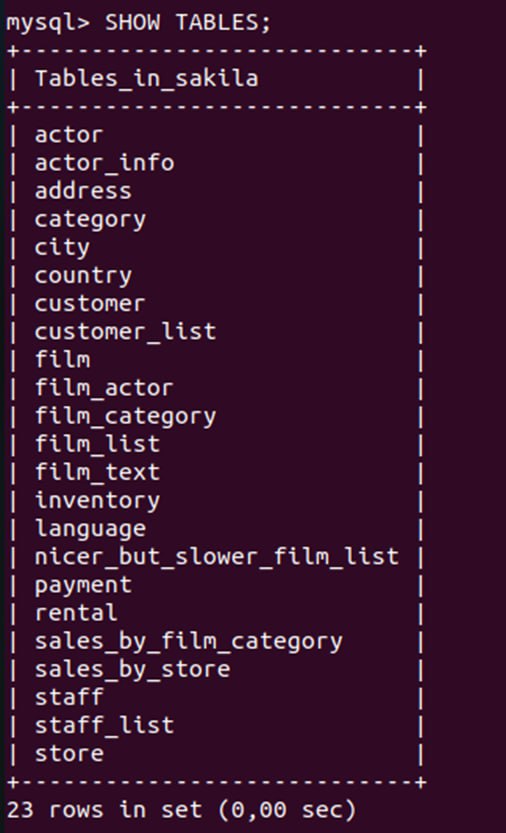 mysql> SHOW TABLES;
+----------------------------+
| Tables_in_sakila           |
+----------------------------+
| actor                      |
| actor_info                 |
| address                    |
| category                   |
| city                       |
| country                    |
| customer                   |
| customer_list              |
| film                       |
| film_actor                 |
| film_category              |
| film_list                  |
| film_text                  |
| inventory                  |
| language                   |
| nicer_but_slower_film_list |
| payment                    |
| rental                     |
| sales_by_film_category     |
| sales_by_store             |
| staff                      |
| staff_list                 |
| store                      |
+----------------------------+
23 rows in set (0,00 sec)